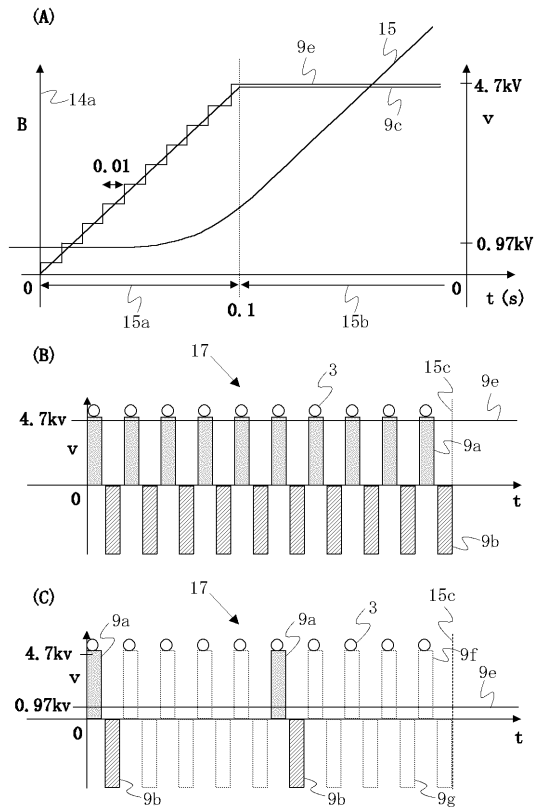 (A)
9e
15
14a
B
4.7kV
9c
v
0.01
0.97kV
0
0
t(s)
15a
0.1
15b
(B)
17
3
15c
9e
4.7kv
v
9a
0
t
9b
(C)
17
3
15c
9a
9a
9f
4.7kv
v
9e
0.97kv
0
t
9b
9b
9g